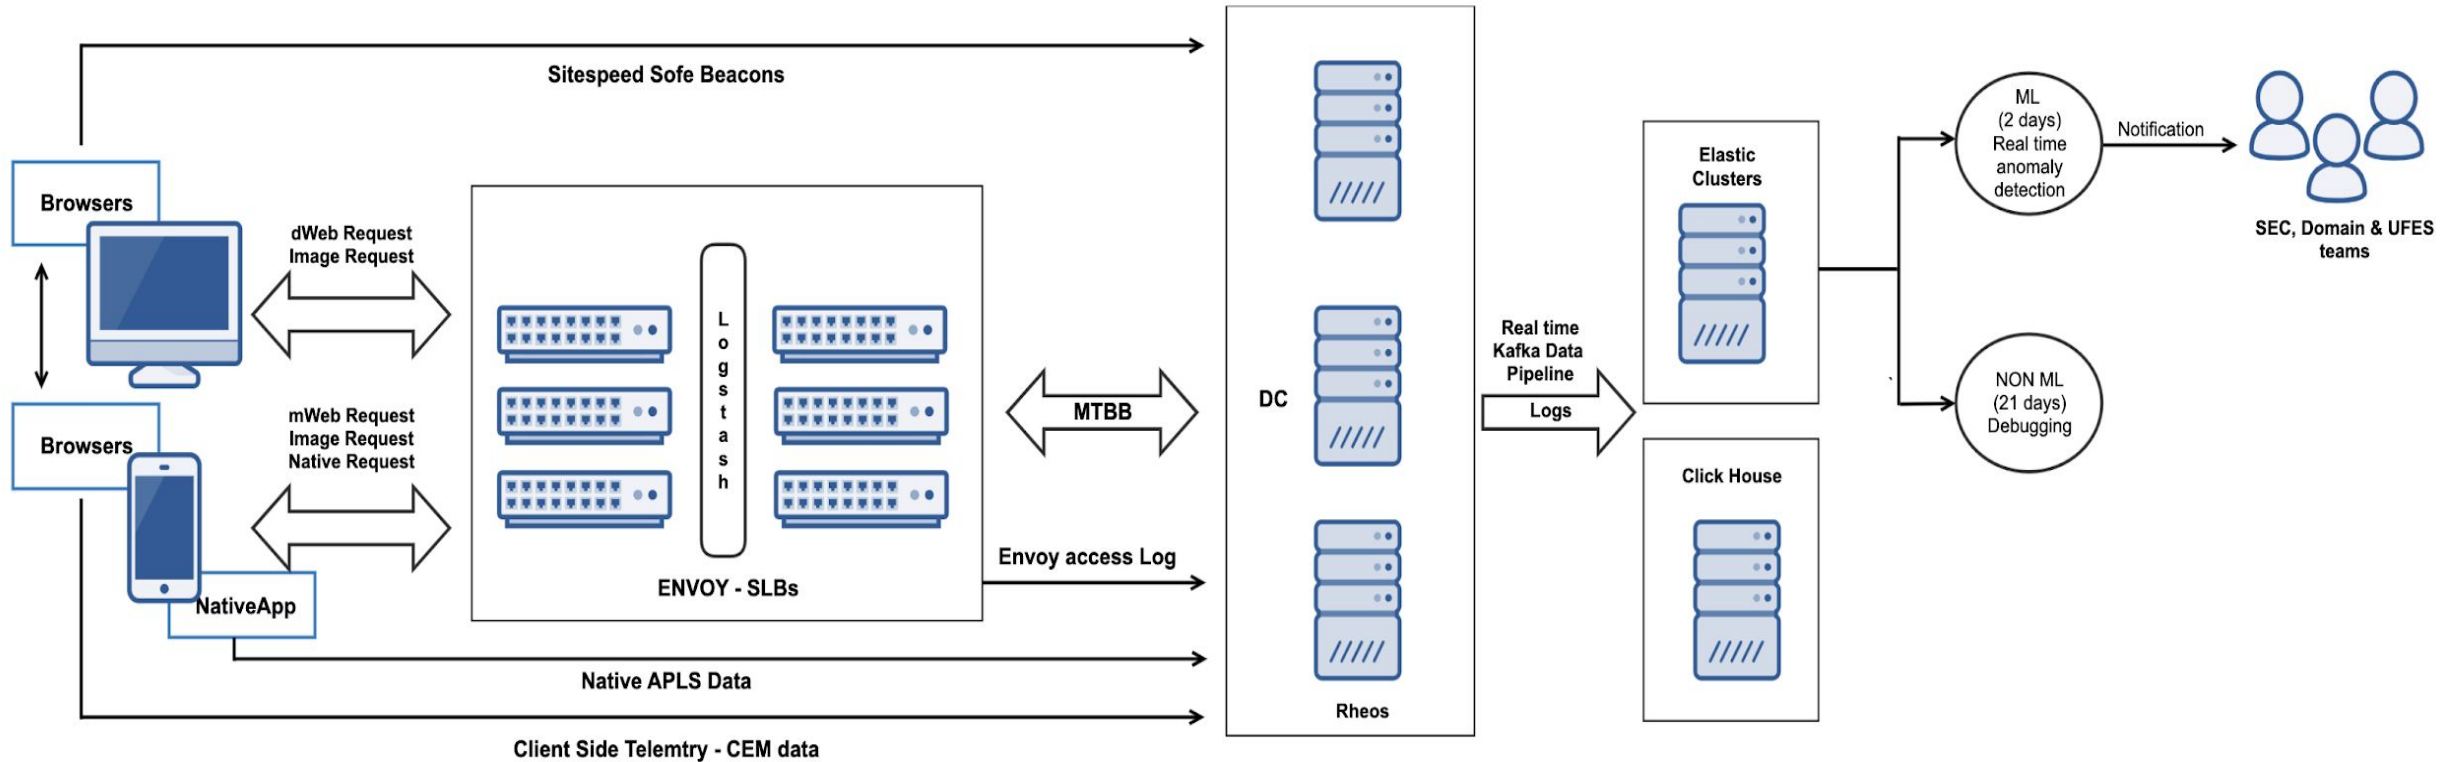 Sitespeed Sofe Beacons
Browsers
dWeb Request
Image Request
Browsers
mWeb Request
Image Request
Native Request
NativeApp
Logstash
ENVOY - SLBs
MTBB
Envoy access Log
Native APLS Data
Client Side Telemtry - CEM data
DC
Rheos
Real time
Kafka Data
Pipeline
Logs
Elastic
Clusters
Click House
ML
(2 days)
Real time
anomaly
detection
Notification
SEC, Domain & UFES
teams
NON ML
(21 days)
Debugging